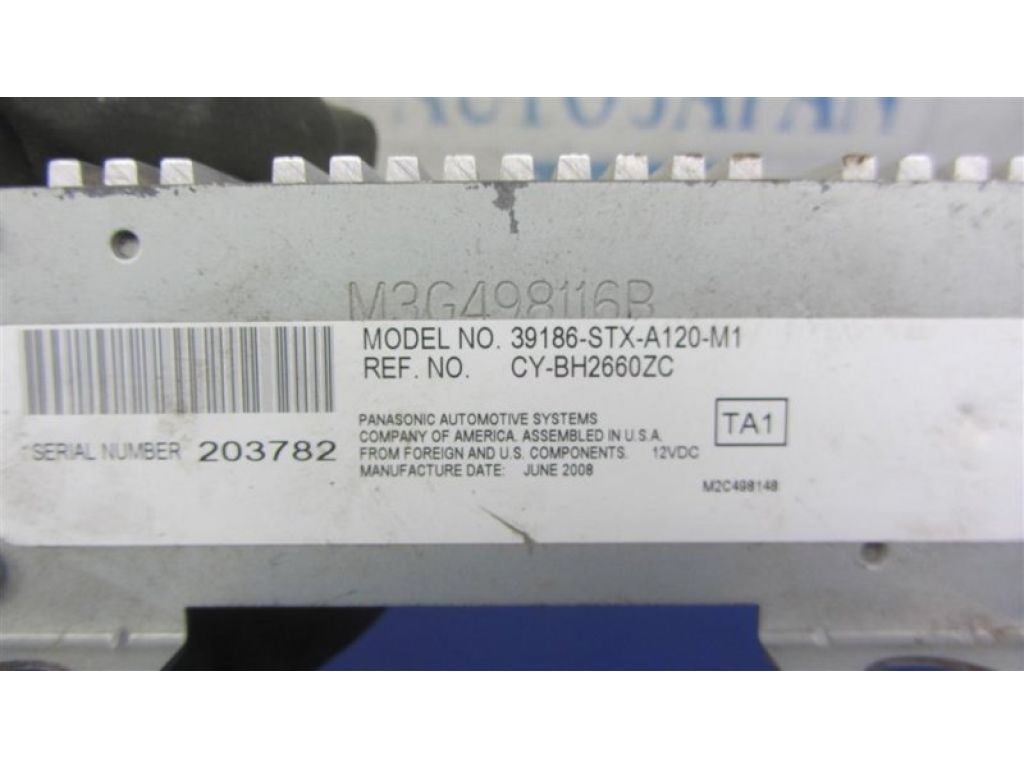 AUTOJAPAN
M3G498116B
MODEL NO. 39186-STX-A120-M1
REF. NO. CY-BH2660ZC
SERIAL NUMBER 203782
PANASONIC AUTOMOTIVE SYSTEMS
COMPANY OF AMERICA. ASSEMBLED IN U.S.A.
FROM FOREIGN AND U.S. COMPONENTS. 12VDC
MANUFACTURE DATE: JUNE 2008
TA1
M2C498148